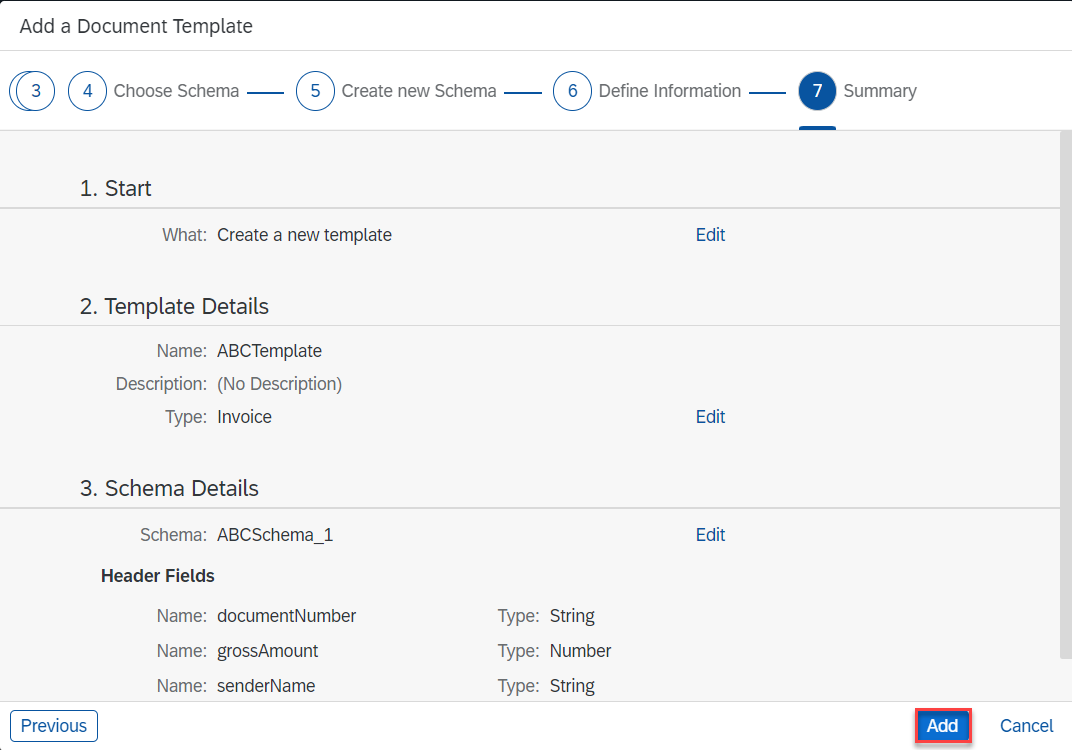 Add a Document Template
3 4 Choose Schema 5 Create new Schema 6 Define Information 7 Summary
1. Start
What: Create a new template Edit
2. Template Details
Name: ABCTemplate
Description: (No Description)
Type: Invoice Edit
3. Schema Details
Schema: ABCSchema_1 Edit
Header Fields
Name: documentNumber Type: String
Name: grossAmount Type: Number
Name: senderName Type: String
Previous Add Cancel